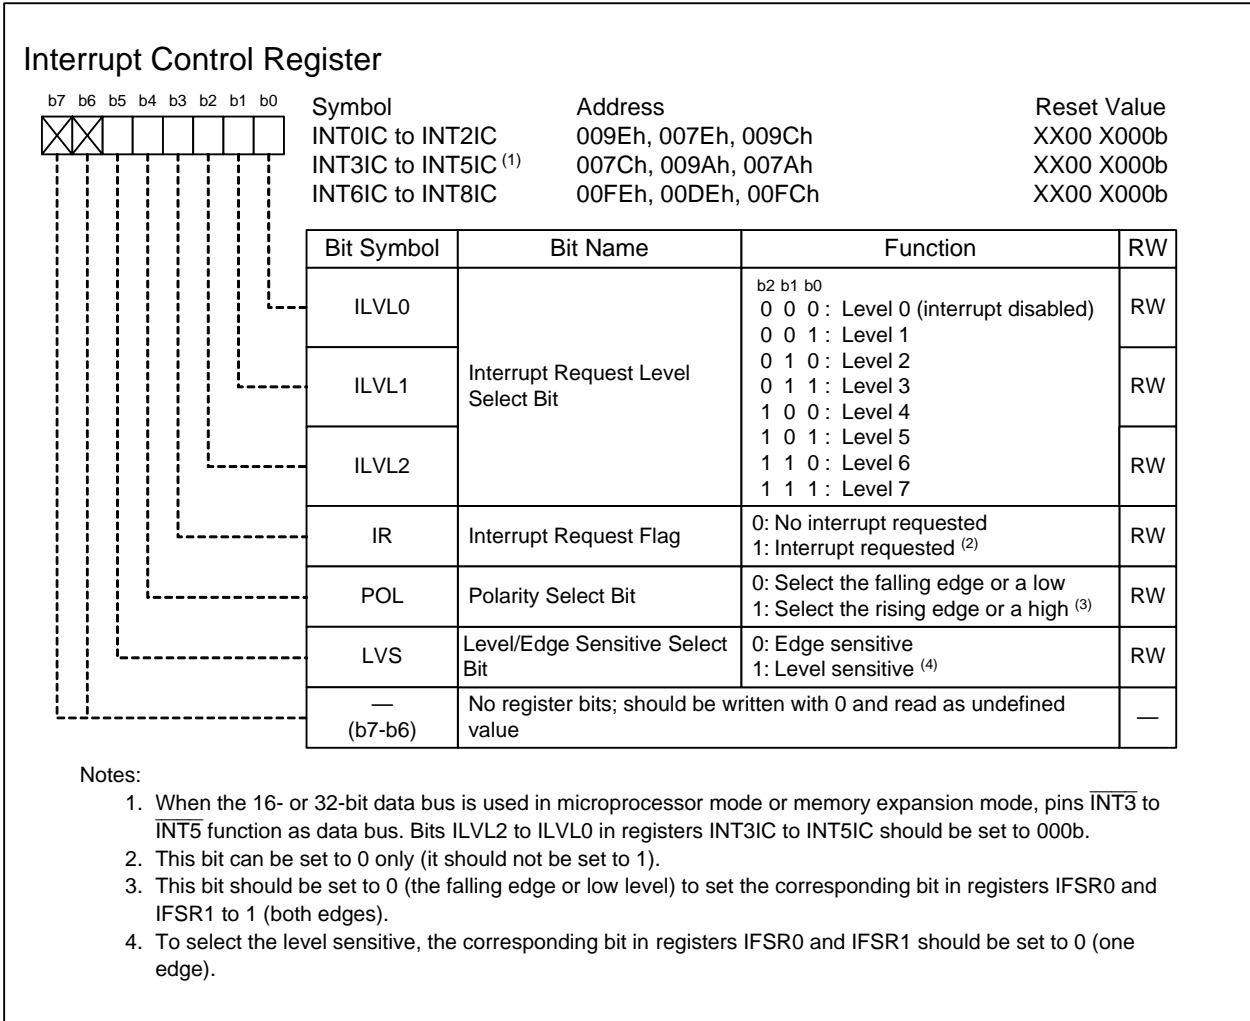 Interrupt Control Register
b7 b6 b5 b4 b3 b2 b1 b0
Symbol Address Reset Value
INT0IC to INT2IC 009Eh, 007Eh, 009Ch XX00 X000b
INT3IC to INT5IC (1) 007Ch, 009Ah, 007Ah XX00 X000b
INT6IC to INT8IC 00FEh, 00DEh, 00FCh XX00 X000b
Bit Symbol Bit Name Function RW
ILVL0
ILVL1
ILVL2
Interrupt Request Level
Select Bit
b2 b1 b0
0 0 0 : Level 0 (interrupt disabled)
0 0 1 : Level 1
0 1 0 : Level 2
0 1 1 : Level 3
1 0 0 : Level 4
1 0 1 : Level 5
1 1 0 : Level 6
1 1 1 : Level 7
RW
RW
RW
IR
Interrupt Request Flag
0: No interrupt requested
1: Interrupt requested (2)
RW
POL
Polarity Select Bit
0: Select the falling edge or a low
1: Select the rising edge or a high (3)
RW
LVS
Level/Edge Sensitive Select
Bit
0: Edge sensitive
1: Level sensitive (4)
RW
—
(b7-b6)
No register bits; should be written with 0 and read as undefined
value
—
Notes:
1. When the 16- or 32-bit data bus is used in microprocessor mode or memory expansion mode, pins I̅N̅T̅3̅ to
I̅N̅T̅5̅ function as data bus. Bits ILVL2 to ILVL0 in registers INT3IC to INT5IC should be set to 000b.
2. This bit can be set to 0 only (it should not be set to 1).
3. This bit should be set to 0 (the falling edge or low level) to set the corresponding bit in registers IFSR0 and
IFSR1 to 1 (both edges).
4. To select the level sensitive, the corresponding bit in registers IFSR0 and IFSR1 should be set to 0 (one
edge).